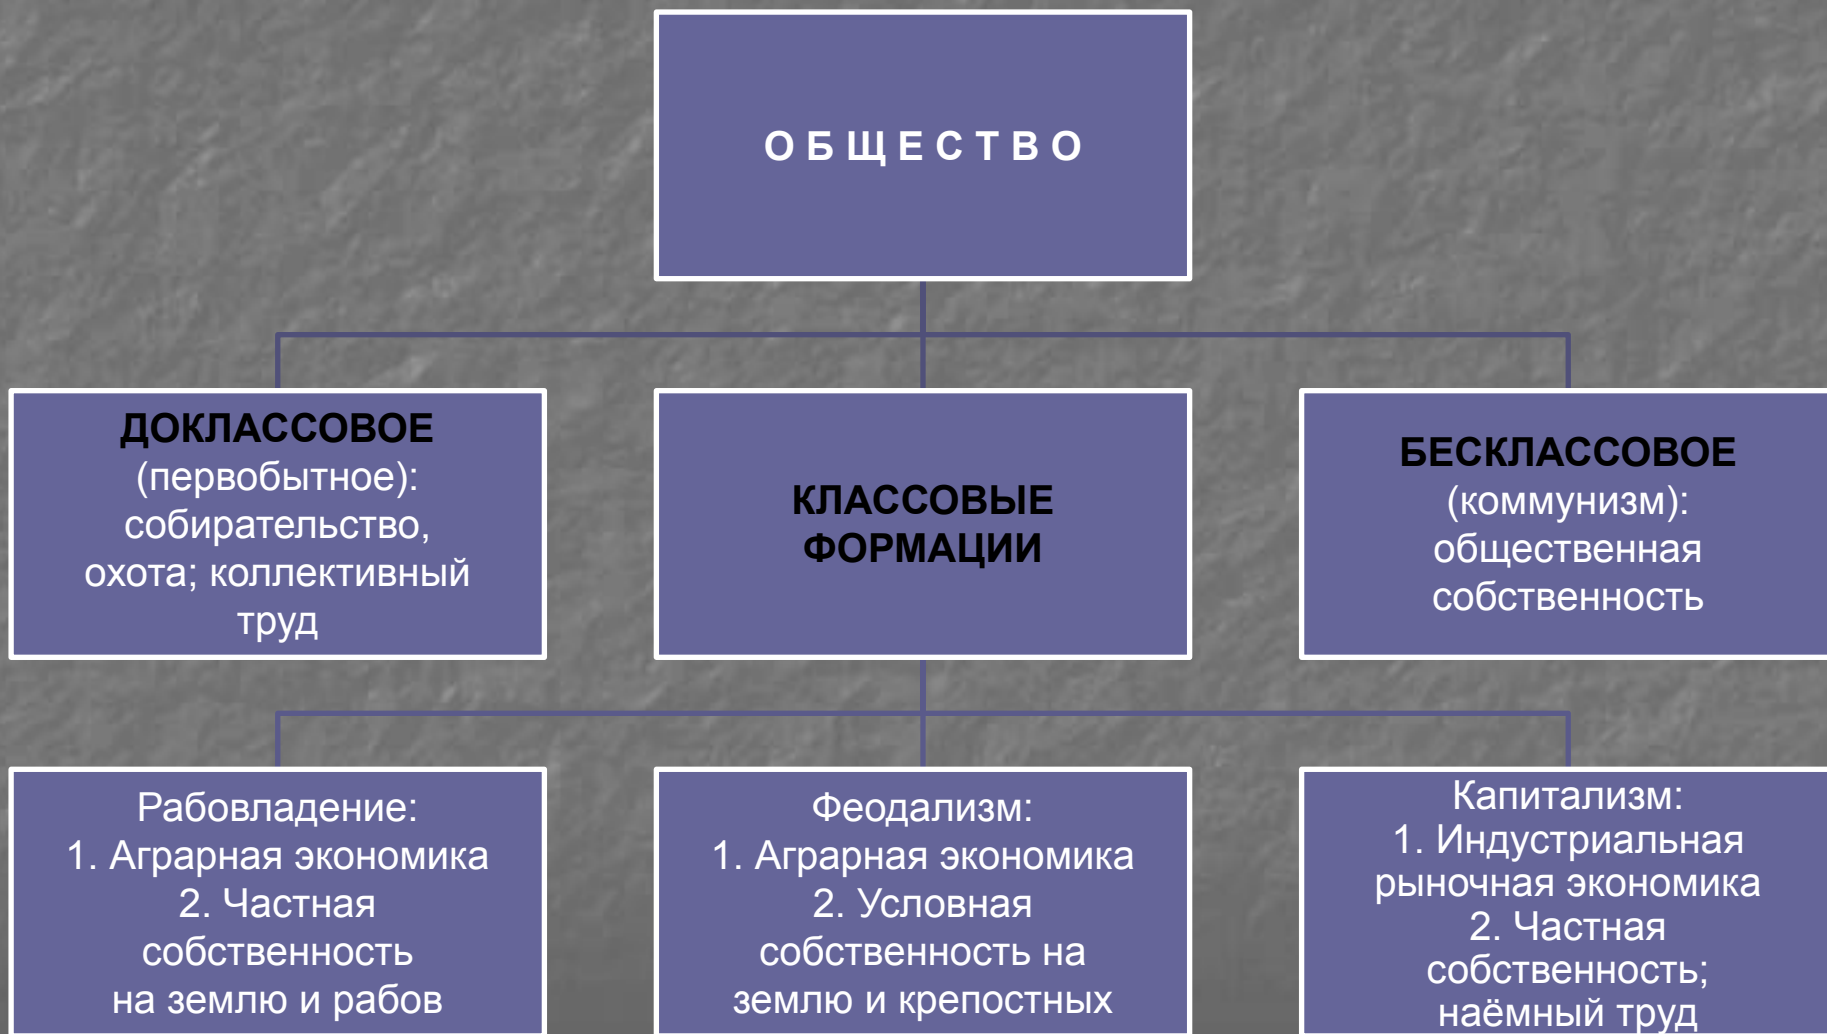 О Б Щ Е С Т В О
ДОКЛАССОВОЕ
(первобытное):
собирательство,
охота; коллективный
труд
КЛАССОВЫЕ
ФОРМАЦИИ
БЕСКЛАССОВОЕ
(коммунизм):
общественная
собственность
Рабовладение:
1. Аграрная экономика
2. Частная
собственность
на землю и рабов
Феодализм:
1. Аграрная экономика
2. Условная
собственность на
землю и крепостных
Капитализм:
1. Индустриальная
рыночная экономика
2. Частная
собственность;
наёмный труд